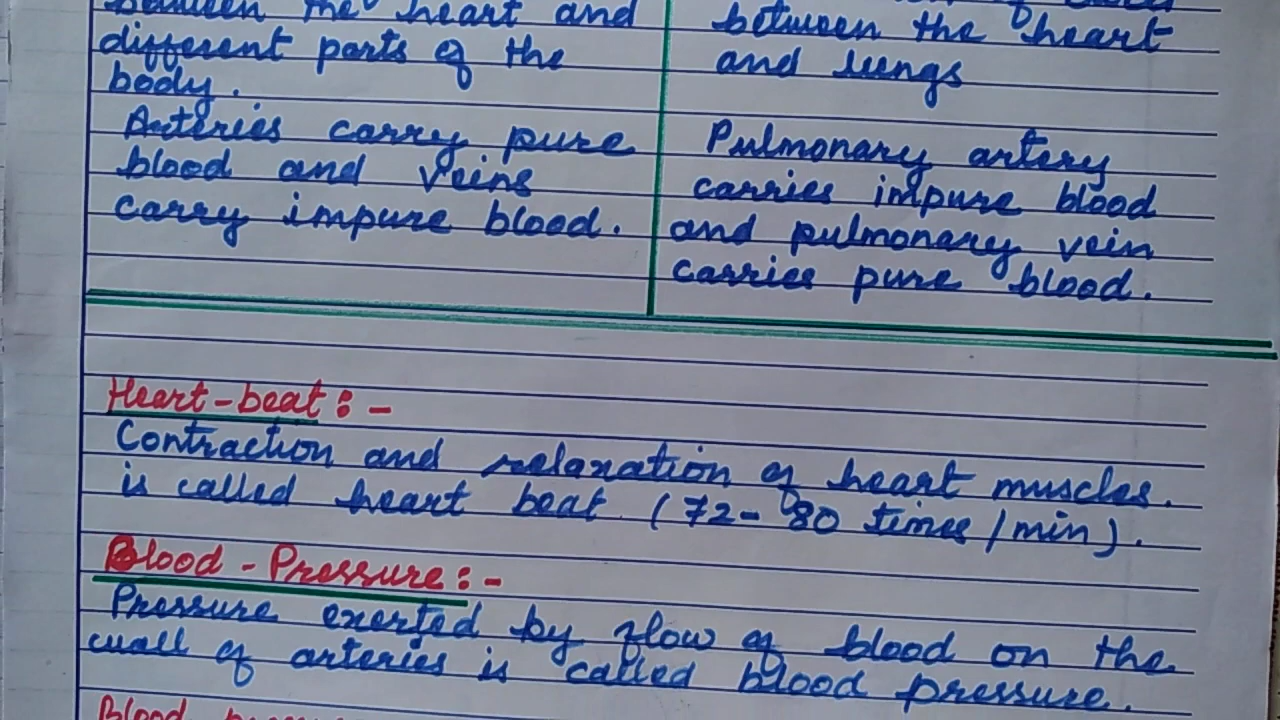 between the heart and
different parts of the
body.
Arteries carry pure
blood and veins
carry impure blood.
between the heart
and lungs
Pulmonary artery
carries impure blood
and pulmonary vein
carries pure blood.
Heart-beat:-
Contraction and relaxation of heart muscles.
is called heart beat (72-80 times/min).
Blood-Pressure:-
Pressure exerted by flow of blood on the
wall of arteries is called blood pressure.
Blood